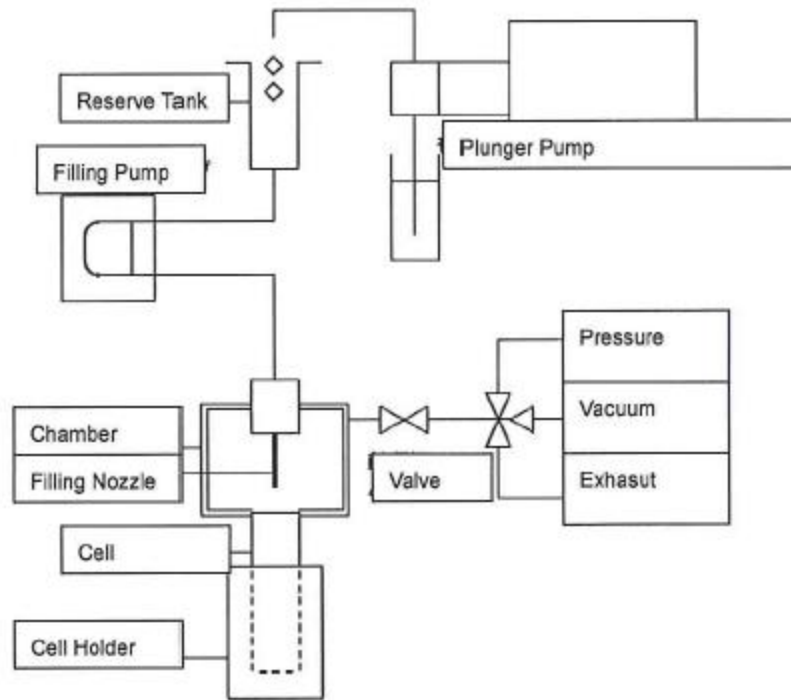 Reserve Tank
Plunger Pump
Filling Pump
Pressure
Vacuum
Exhasut
Chamber
Filling Nozzle
Valve
Cell
Cell Holder